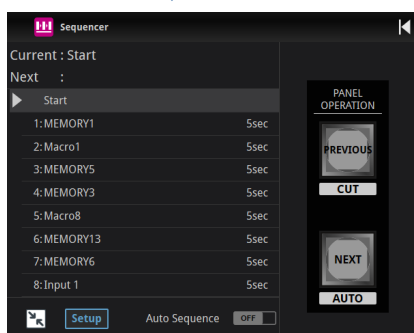 Sequencer
Current : Start
Next :
Start
1: MEMORY1 5sec
2: Macro1 5sec
3: MEMORY5 5sec
4: MEMORY3 5sec
5: Macro8 5sec
6: MEMORY13 5sec
7: MEMORY6 5sec
8: Input 1 5sec
Setup Auto Sequence OFF
PANEL
OPERATION
PREVIOUS
CUT
NEXT
AUTO